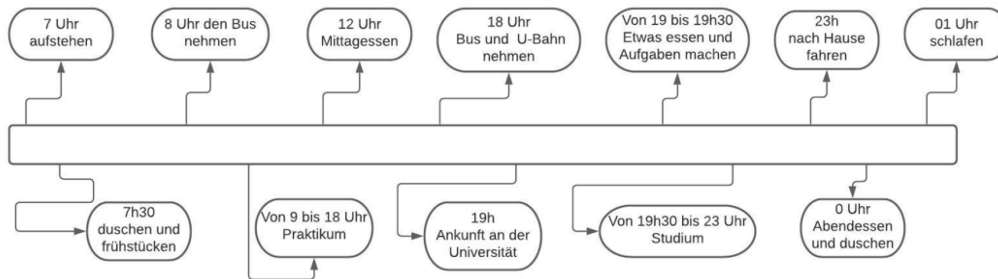 7 Uhr
aufstehen
8 Uhr den Bus
nehmen
12 Uhr
Mittagessen
18 Uhr
Bus und U-Bahn
nehmen
Von 19 bis 19h30
Etwas essen und
Aufgaben machen
23h
nach Hause
fahren
01 Uhr
schlafen
7h30
duschen und
frühstücken
Von 9 bis 18 Uhr
Praktikum
19h
Ankunft an der
Universität
Von 19h30 bis 23 Uhr
Studium
0 Uhr
Abendessen
und duschen